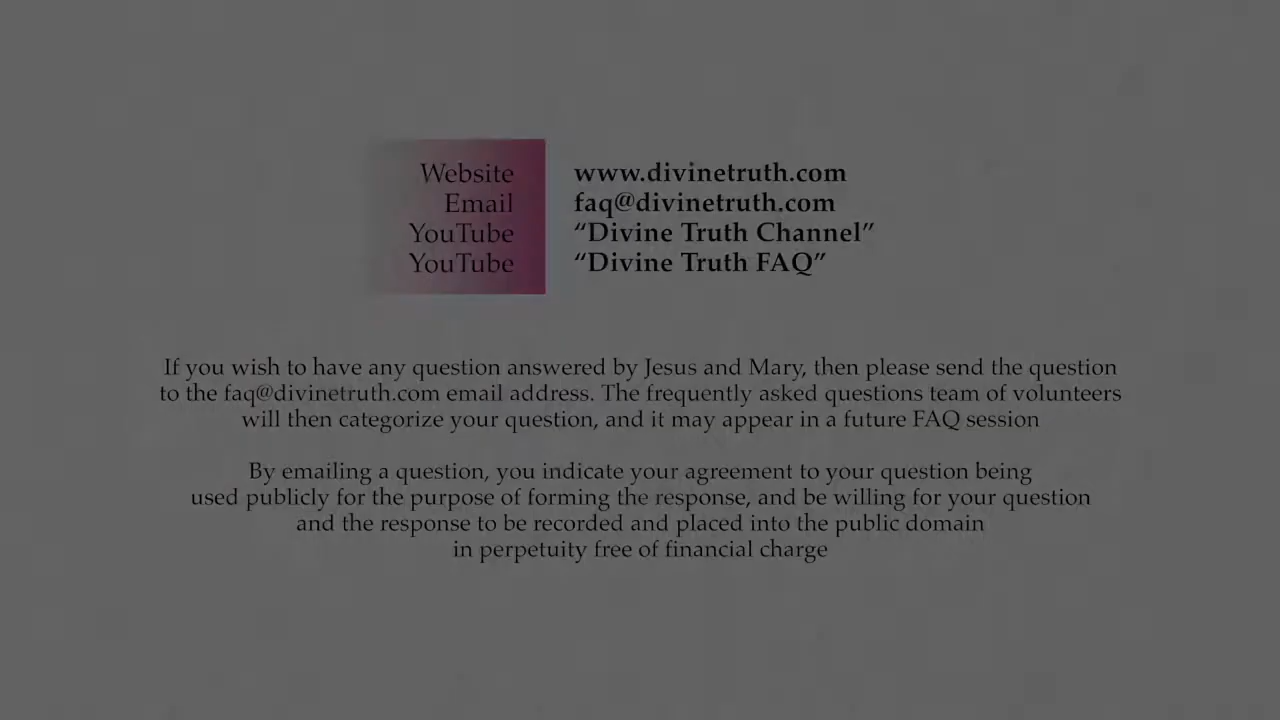 Website www.divinetruth.com
Email faq@divinetruth.com
YouTube “Divine Truth Channel”
YouTube “Divine Truth FAQ”
If you wish to have any question answered by Jesus and Mary, then please send the question
to the faq@divinetruth.com email address. The frequently asked questions team of volunteers
will then categorize your question, and it may appear in a future FAQ session
By emailing a question, you indicate your agreement to your question being
used publicly for the purpose of forming the response, and be willing for your question
and the response to be recorded and placed into the public domain
in perpetuity free of financial charge